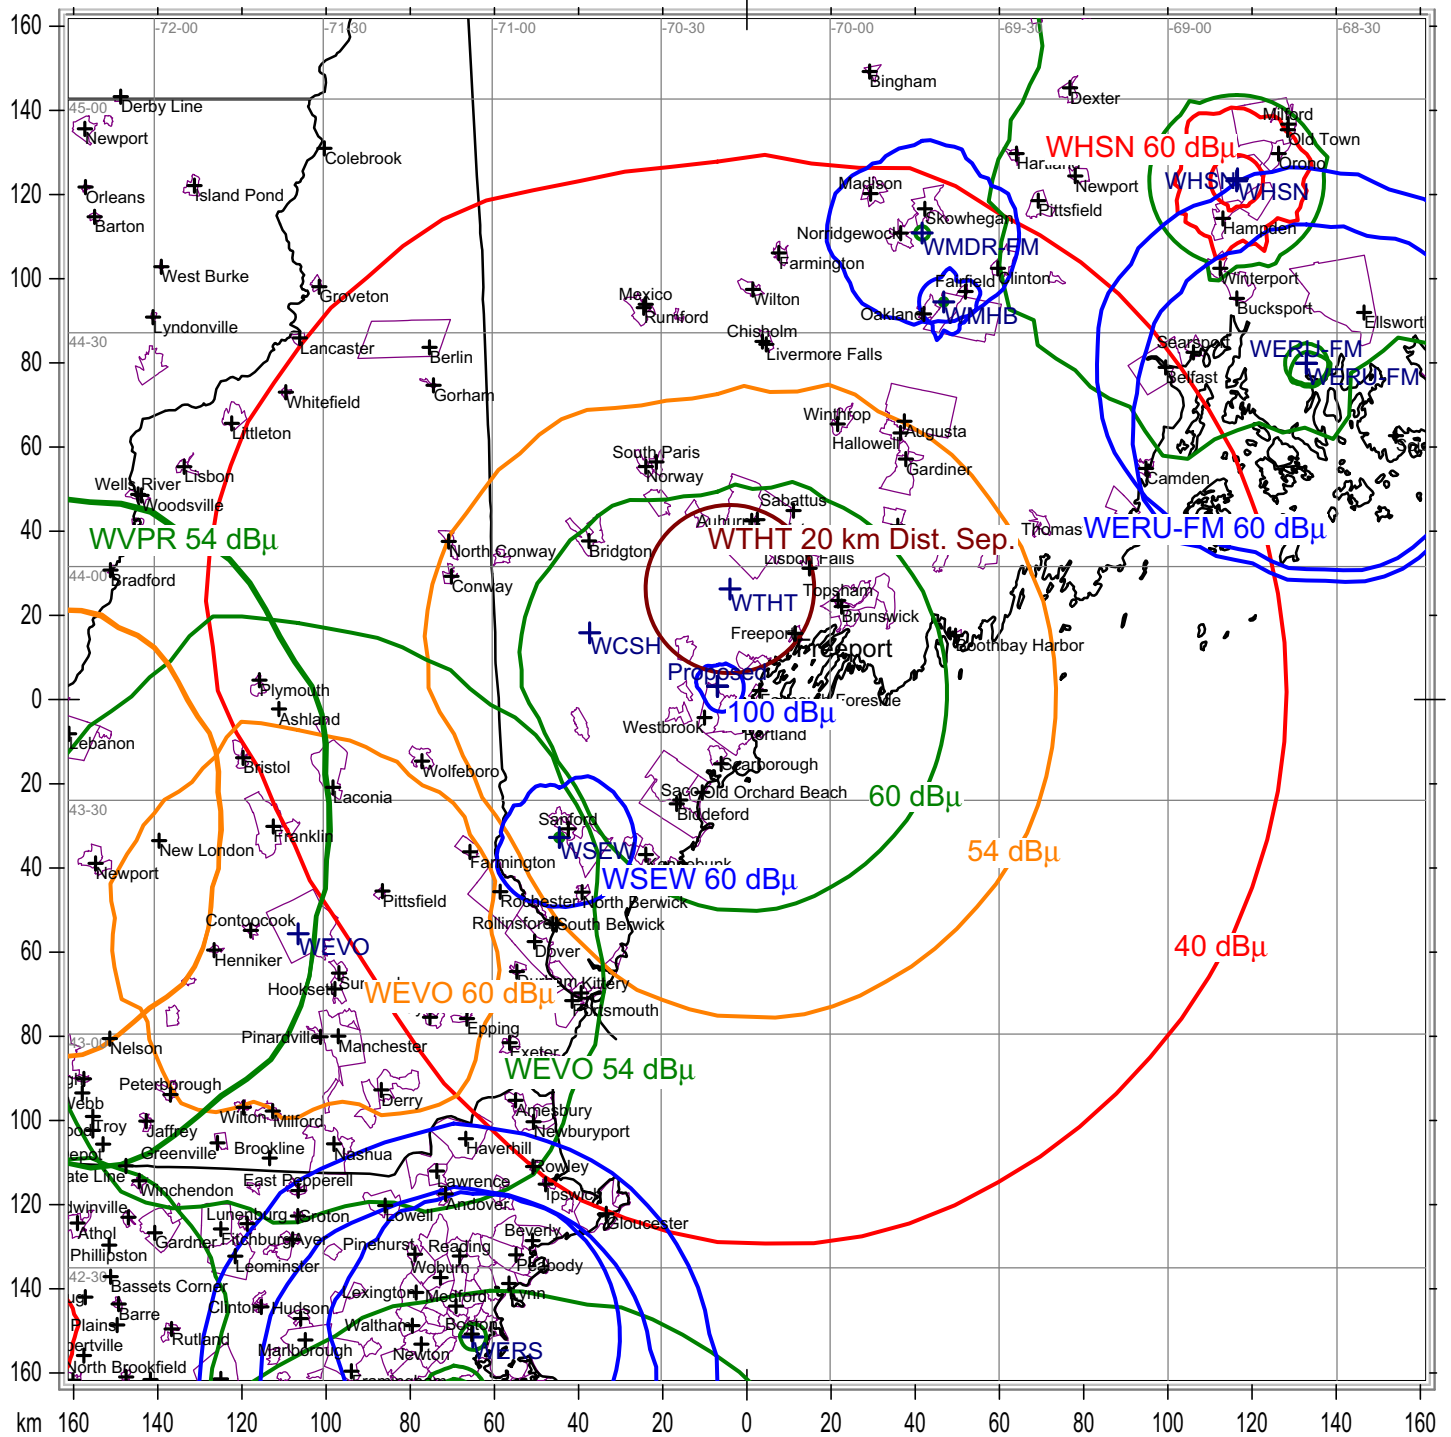 160
-72-00
-71-30
-71-00
-70-30
-70-00
-69-30
-69-00
-68-30
Bingham
Dexter
140
45-00
Derby Line
Newport
Milford
Old Town
Colebrook
WHSN 60 dBμ
Orono
120
Orleans
Island Pond
Madison
Newport
WHSN
WHSN
Barton
Skowhegan
Pittsfield
Norridgewock
WMDR-FM
Hampden
100
West Burke
Groveton
Farmington
Wilton
Fairfield
Clinton
Winterport
Bucksport
Mexico
Rumford
Oakland
WMHB
Lyndonville
44-30
Lancaster
Berlin
Chisholm
Livermore Falls
Searsport
WERU-FM
80
Belfast
WERU-FM
Whitefield
Gorham
Littleton
Winthrop
Augusta
Hallowell
60
Lisbon
South Paris
Norway
Gardiner
Wells River
Woodsville
Camden
Sabattus
40
WVPR 54 dBμ
North Conway
Bridgton
WTHT 20 km Dist. Sep.
WERU-FM 60 dBμ
Lisbon Falls
44-00
Bradford
Conway
WTHT
Topsham
Brunswick
20
WCSH
Freeport
Freeport
Boothbay Harbor
Plymouth
Proposed
0
Ashland
100 dBμ
Westbrook
Lebanon
Portland
Bristol
Wolfeboro
Scarborough
20
Laconia
Saco
Old Orchard Beach
60 dBμ
43-30
Biddeford
Franklin
Sanford
New London
WSEW
54 dBμ
40
Newport
Farmington
WSEW 60 dBμ
Pittsfield
Rochester
North Berwick
Contoocook
South Berwick
WEVO
Dover
40 dBμ
60
Henniker
Kittery
Hooksett
WEVO 60 dBμ
Portsmouth
80
43-00
Nelson
Pinardville
Manchester
Epping
Exeter
WEVO 54 dBμ
Peterborough
Derry
Amesbury
100
Troy
Jaffrey
Wilton
Milford
Newburyport
Greenville
Brookline
Nashua
Haverhill
Rowley
Winchendon
East Pepperell
Lawrence
Ipswich
120
Andover
Lunenburg
Groton
Lowell
Gloucester
Athol
Gardner
Fitchburg
Ayer
Pinehurst
Reading
Beverly
Phillipston
Leominster
Woburn
Peabody
42-30
140
Bassets Corner
Lexington
Medford
Lynn
Barre
Clinton
Hudson
Rutland
Waltham
Boston
Marlborough
Newton
WERS
North Brookfield
160
km 160 140 120 100 80 60 40 20 0 20 40 60 80 100 120 140 160